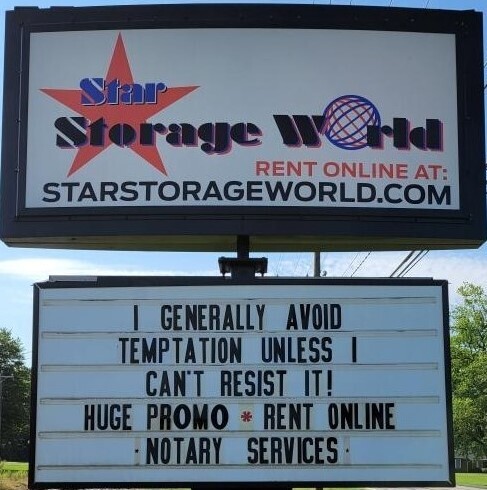 Star
Storage World
RENT ONLINE AT:
STARSTORAGEWORLD.COM
I GENERALLY AVOID
TEMPTATION UNLESS I
CAN'T RESIST IT!
HUGE PROMO * RENT ONLINE
· NOTARY SERVICES ·